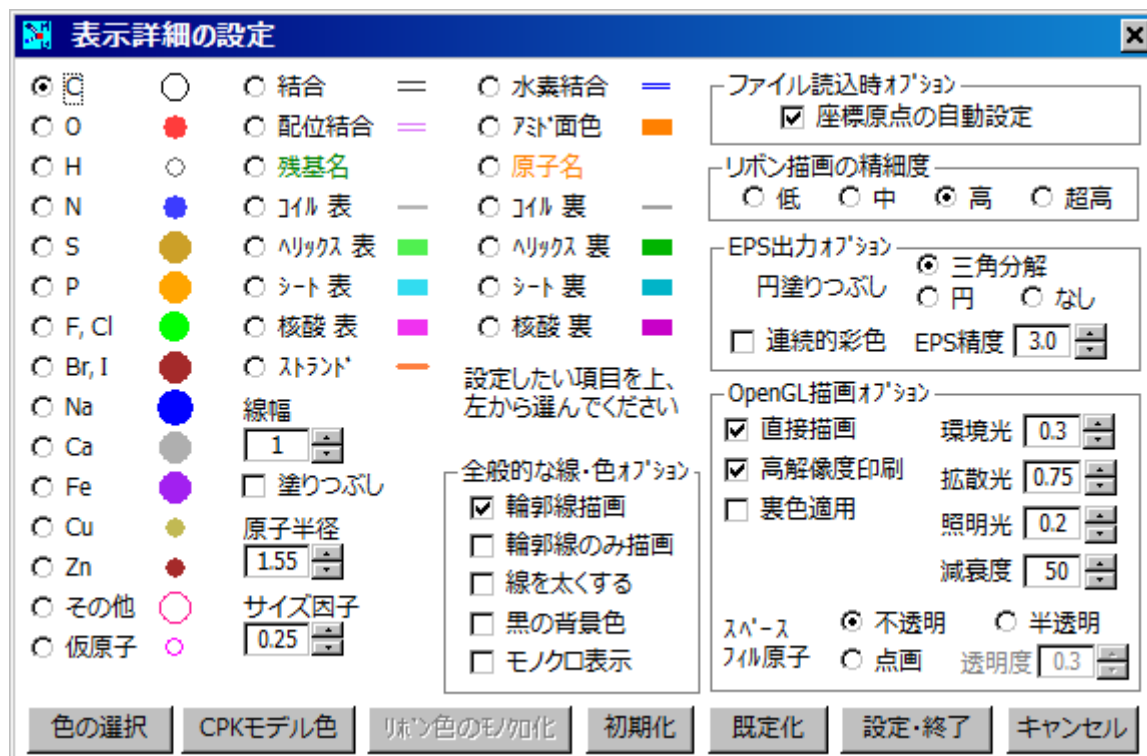 表示詳細の設定
C
O
H
N
S
P
F, Cl
Br, I
Na
Ca
Fe
Cu
Zn
その他
仮原子
結合
配位結合
残基名
ｺｲﾙ 表
ﾍﾘｯｸｽ 表
ｼｰﾄ 表
核酸 表
ｽﾄﾗﾝﾄﾞ
線幅
1
塗りつぶし
原子半径
1.55
サイズ因子
0.25
水素結合
ｱﾐﾄﾞ面色
原子名
ｺｲﾙ 裏
ﾍﾘｯｸｽ 裏
ｼｰﾄ 裏
核酸 裏
設定したい項目を上、
左から選んでください
全般的な線・色ｵﾌﾟｼｮﾝ
輪郭線描画
輪郭線のみ描画
線を太くする
黒の背景色
モノクロ表示
ファイル読込時ｵﾌﾟｼｮﾝ
座標原点の自動設定
リボン描画の精細度
低 中 高 超高
EPS出力ｵﾌﾟｼｮﾝ
円塗りつぶし
三角分解
円 なし
連続的彩色 EPS精度 3.0
OpenGL描画ｵﾌﾟｼｮﾝ
直接描画 環境光 0.3
高解像度印刷 拡散光 0.75
裏色適用 照明光 0.2
減衰度 50
ｽﾍﾟｰｽ
ﾌｨﾙ原子
不透明 半透明
点画 透明度 0.3
色の選択 CPKモデル色 ﾘﾎﾞﾝ色のﾓﾉｸﾛ化 初期化 既定化 設定・終了 キャンセル